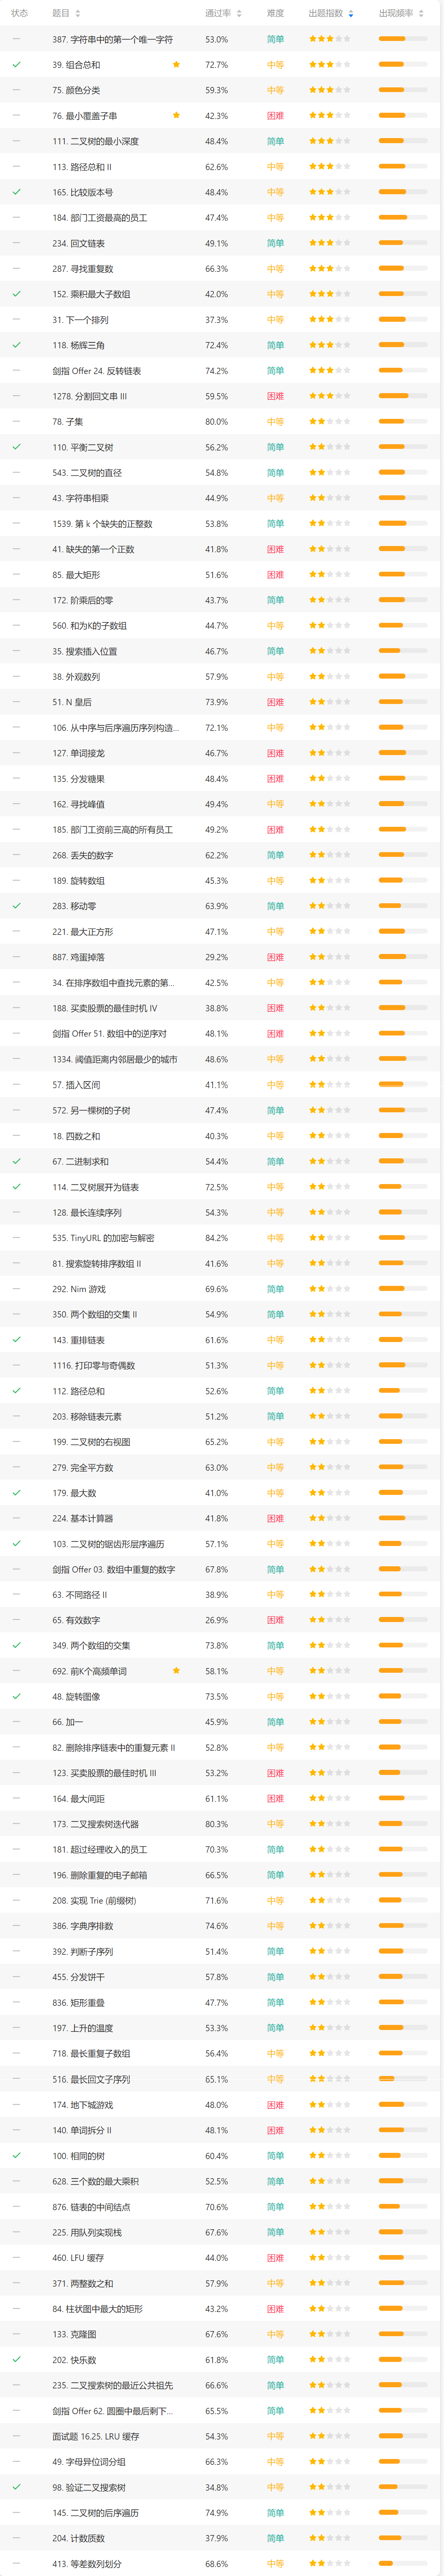 状态 题目 通过率 难度 出题指数 出现频率
387. 字符串中的第一个唯一字符 53.0% 简单
39. 组合总和 72.7% 中等
75. 颜色分类 59.3% 中等
76. 最小覆盖子串 42.3% 困难
111. 二叉树的最小深度 48.4% 简单
113. 路径总和 II 62.6% 中等
165. 比较版本号 48.4% 中等
184. 部门工资最高的员工 47.4% 中等
234. 回文链表 49.1% 简单
287. 寻找重复数 66.3% 中等
152. 乘积最大子数组 42.0% 中等
31. 下一个排列 37.3% 中等
118. 杨辉三角 72.4% 简单
剑指 Offer 24. 反转链表 74.2% 简单
1278. 分割回文串 III 59.5% 困难
78. 子集 80.0% 中等
110. 平衡二叉树 56.2% 简单
543. 二叉树的直径 54.8% 简单
43. 字符串相乘 44.9% 中等
1539. 第 k 个缺失的正整数 53.8% 简单
41. 缺失的第一个正数 41.8% 困难
85. 最大矩形 51.6% 困难
172. 阶乘后的零 43.7% 简单
560. 和为K的子数组 44.7% 中等
35. 搜索插入位置 46.7% 简单
38. 外观数列 57.9% 中等
51. N 皇后 73.9% 困难
106. 从中序与后序遍历序列构造... 72.1% 中等
127. 单词接龙 46.7% 困难
135. 分发糖果 48.4% 困难
162. 寻找峰值 49.4% 中等
185. 部门工资前三高的所有员工 49.2% 困难
268. 丢失的数字 62.2% 简单
189. 旋转数组 45.3% 中等
283. 移动零 63.9% 简单
221. 最大正方形 47.1% 中等
887. 鸡蛋掉落 29.2% 困难
34. 在排序数组中查找元素的第... 42.5% 中等
188. 买卖股票的最佳时机 IV 38.8% 困难
剑指 Offer 51. 数组中的逆序对 48.1% 困难
1334. 阈值距离内邻居最少的城市 48.6% 中等
57. 插入区间 41.1% 中等
572. 另一棵树的子树 47.4% 简单
18. 四数之和 40.3% 中等
67. 二进制求和 54.4% 简单
114. 二叉树展开为链表 72.5% 中等
128. 最长连续序列 54.3% 中等
535. TinyURL 的加密与解密 84.2% 中等
81. 搜索旋转排序数组 II 41.6% 中等
292. Nim 游戏 69.6% 简单
350. 两个数组的交集 II 54.9% 简单
143. 重排链表 61.6% 中等
1116. 打印零与奇偶数 51.3% 中等
112. 路径总和 52.6% 简单
203. 移除链表元素 51.2% 简单
199. 二叉树的右视图 65.2% 中等
279. 完全平方数 63.0% 中等
179. 最大数 41.0% 中等
224. 基本计算器 41.8% 困难
103. 二叉树的锯齿形层序遍历 57.1% 中等
剑指 Offer 03. 数组中重复的数字 67.8% 简单
63. 不同路径 II 38.9% 中等
65. 有效数字 26.9% 困难
349. 两个数组的交集 73.8% 简单
692. 前K个高频单词 58.1% 中等
48. 旋转图像 73.5% 中等
66. 加一 45.9% 简单
82. 删除排序链表中的重复元素 II 52.8% 中等
123. 买卖股票的最佳时机 III 53.2% 困难
164. 最大间距 61.1% 困难
173. 二叉搜索树迭代器 80.3% 中等
181. 超过经理收入的员工 70.3% 简单
196. 删除重复的电子邮箱 66.5% 简单
208. 实现 Trie (前缀树) 71.6% 中等
386. 字典序排数 74.6% 中等
392. 判断子序列 51.4% 简单
455. 分发饼干 57.8% 简单
836. 矩形重叠 47.7% 简单
197. 上升的温度 53.3% 简单
718. 最长重复子数组 56.4% 中等
516. 最长回文子序列 65.1% 中等
174. 地下城游戏 48.0% 困难
140. 单词拆分 II 48.1% 困难
100. 相同的树 60.4% 简单
628. 三个数的最大乘积 52.5% 简单
876. 链表的中间结点 70.6% 简单
225. 用队列实现栈 67.6% 简单
460. LFU 缓存 44.0% 困难
371. 两整数之和 57.9% 中等
84. 柱状图中最大的矩形 43.2% 困难
133. 克隆图 67.6% 中等
202. 快乐数 61.8% 简单
235. 二叉搜索树的最近公共祖先 66.6% 简单
剑指 Offer 62. 圆圈中最后剩下... 65.5% 简单
面试题 16.25. LRU 缓存 54.3% 中等
49. 字母异位词分组 66.3% 中等
98. 验证二叉搜索树 34.8% 中等
145. 二叉树的后序遍历 74.9% 简单
204. 计数质数 37.9% 简单
413. 等差数列划分 68.6% 中等